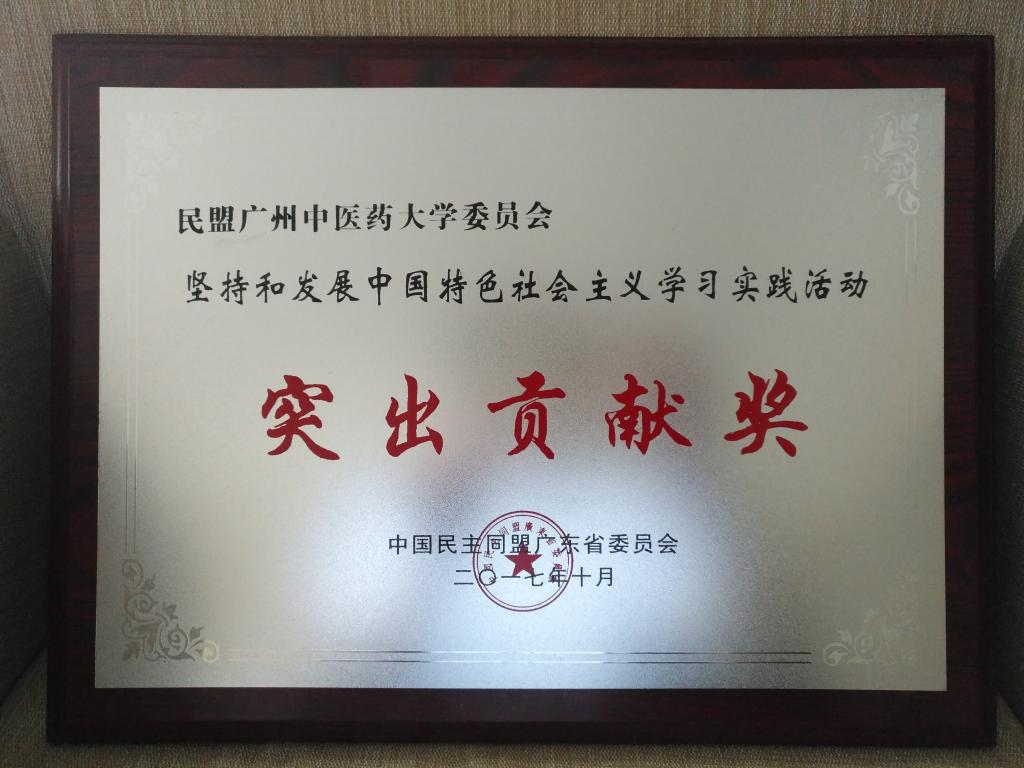 民盟广州中医药大学委员会
坚持和发展中国特色社会主义学习实践活动
突出贡献奖
中国民主同盟广东省委员会
二〇一七年十月